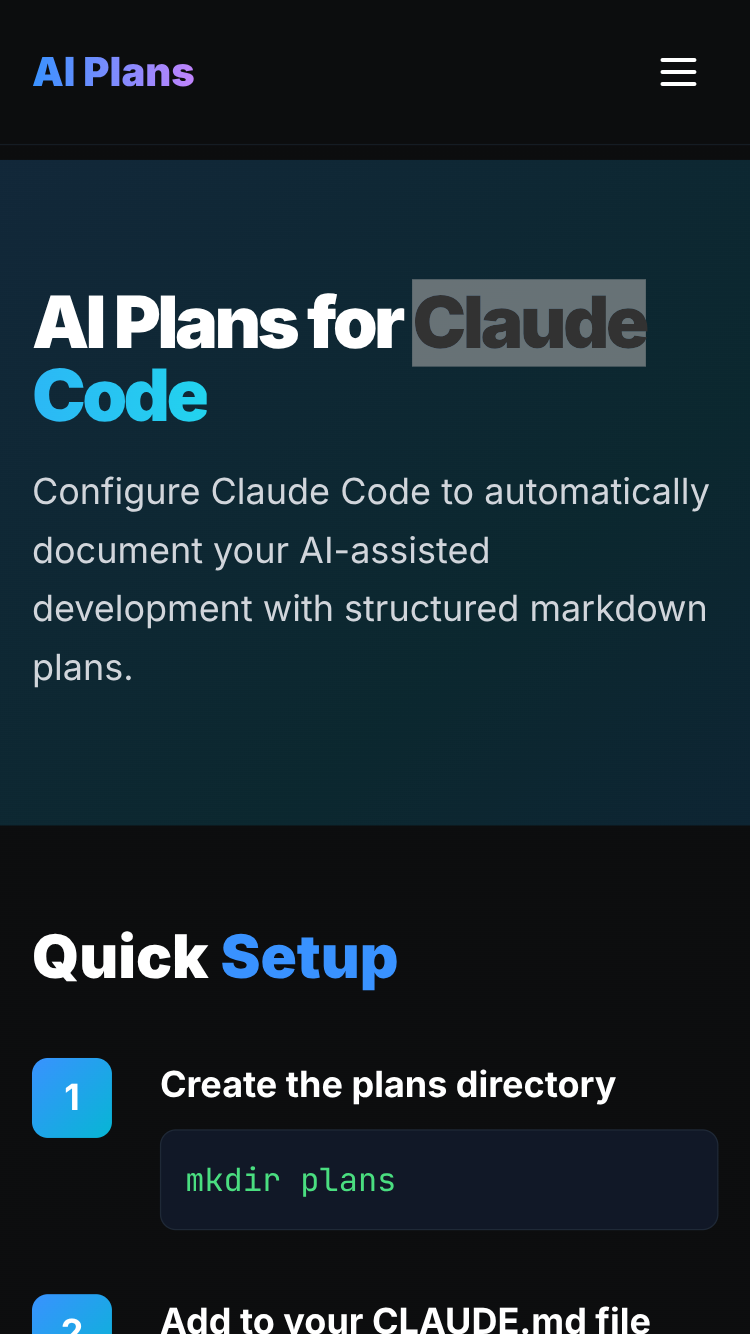 AI Plans
AI Plans for Claude
Code
Configure Claude Code to automatically
document your AI-assisted
development with structured markdown
plans.
Quick Setup
1
Create the plans directory
mkdir plans
2
Add to your CLAUDE.md file